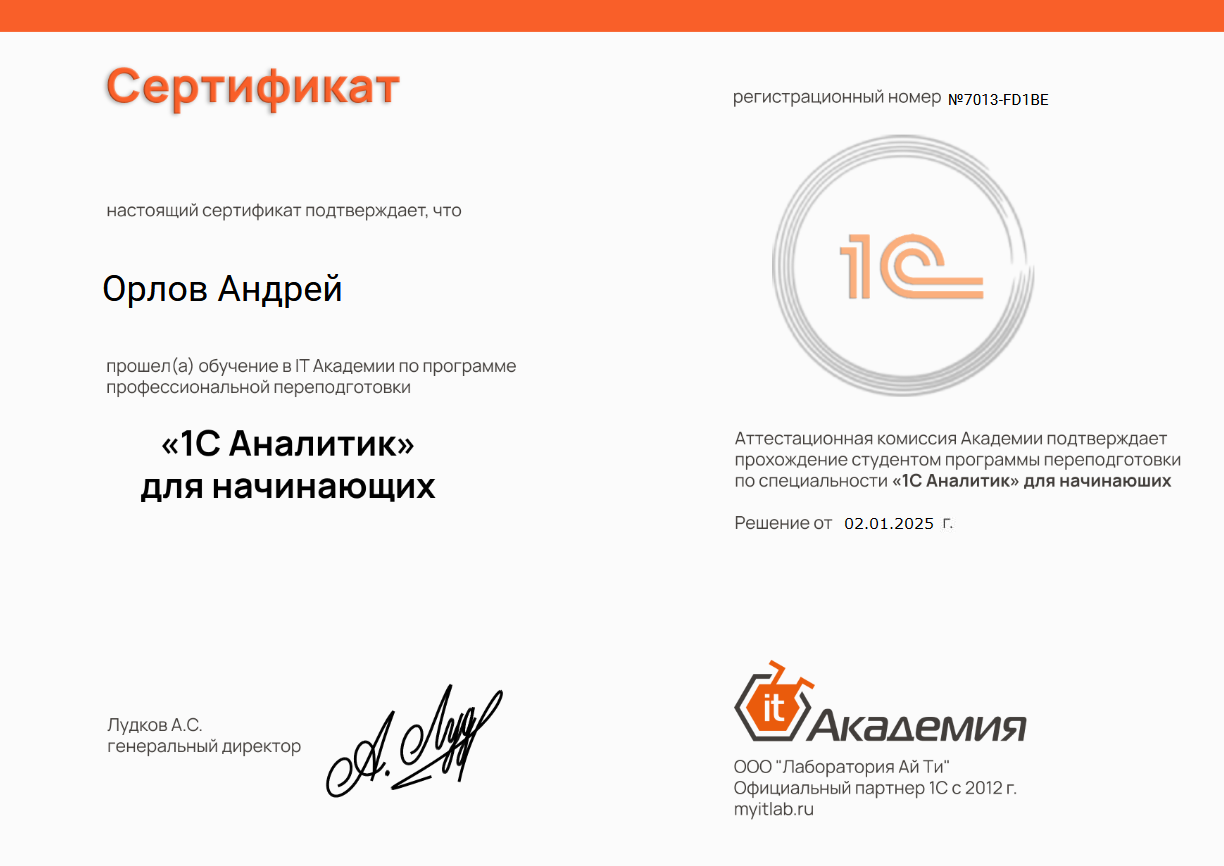 Сертификат
регистрационный номер №7013-FD1BE
1С
настоящий сертификат подтверждает, что
Орлов Андрей
прошел(а) обучение в IT Академии по программе
профессиональной переподготовки
«1С Аналитик»
для начинающих
Аттестационная комиссия Академии подтверждает
прохождение студентом программы переподготовки
по специальности «1С Аналитик» для начинаюших
Решение от 02.01.2025 г.
Лудков А.С.
генеральный директор
А. Луд
it Академия
ООО "Лаборатория Ай Ти"
Официальный партнер 1С с 2012 г.
myitlab.ru